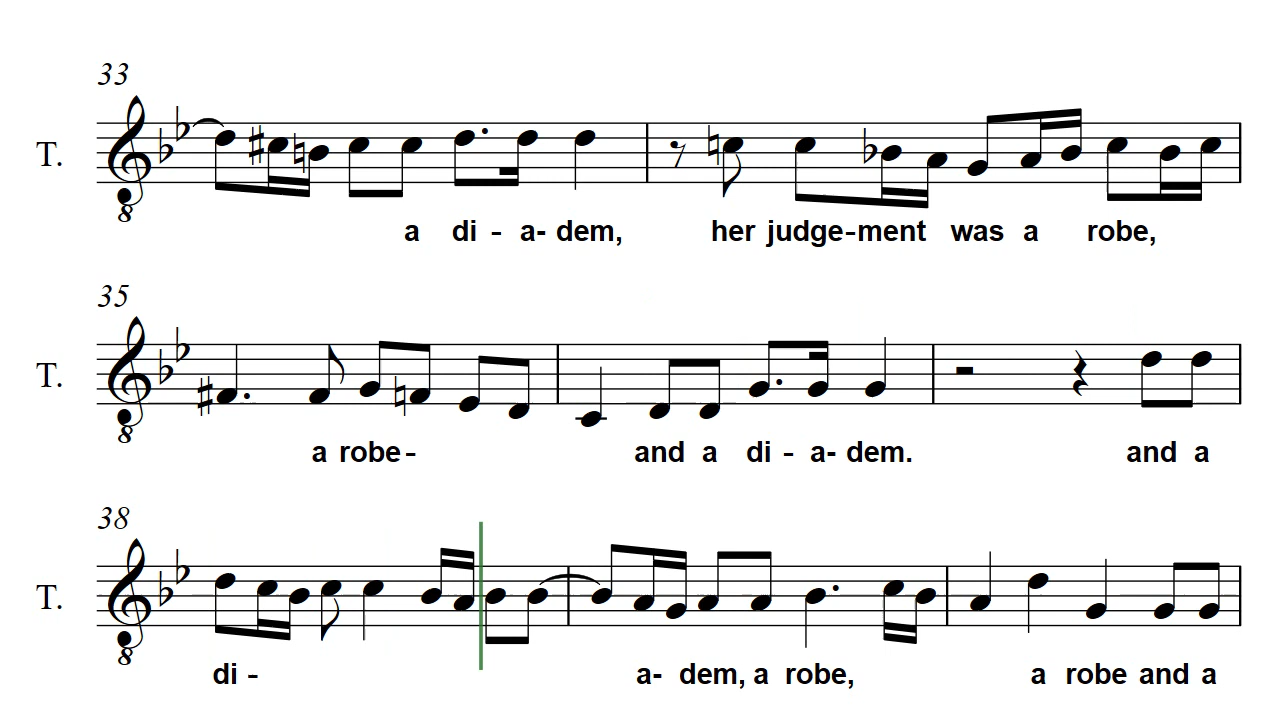 33
T.
8
a di - a- dem, her judge-ment was a robe,
35
T.
8
a robe- and a di - a- dem. and a
38
T.
8
di - a- dem, a robe, a robe and a